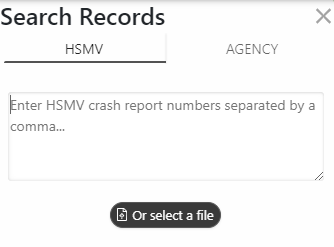 Search Records
HSMV AGENCY
Enter HSMV crash report numbers separated by a
comma...
Or select a file